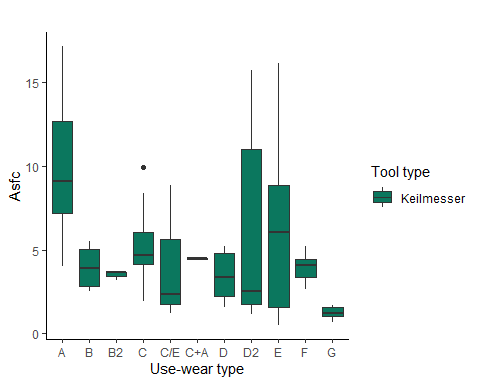 15
10
5
0
Asfc
A B B2 C C/E C+A D D2 E F G
Use-wear type
Tool type
Keilmesser